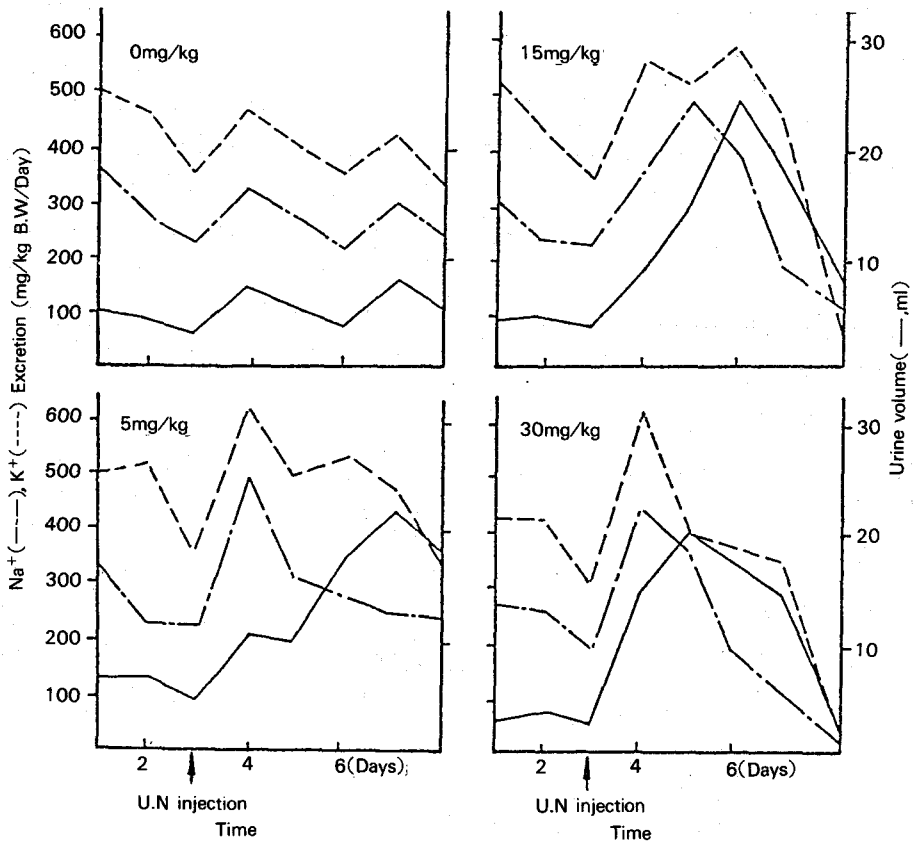 600
500
400
300
200
100
0mg/kg
15mg/kg
30
20
10
600
500
400
300
200
100
5mg/kg
30mg/kg
30
20
10
2 4 6(Days)
2 4 6(Days)
U.N injection
U.N injection
Time
Time
Na+(—-—), K+(----) Excretion (mg/kg B.W/Day)
Urine volume(——,ml)